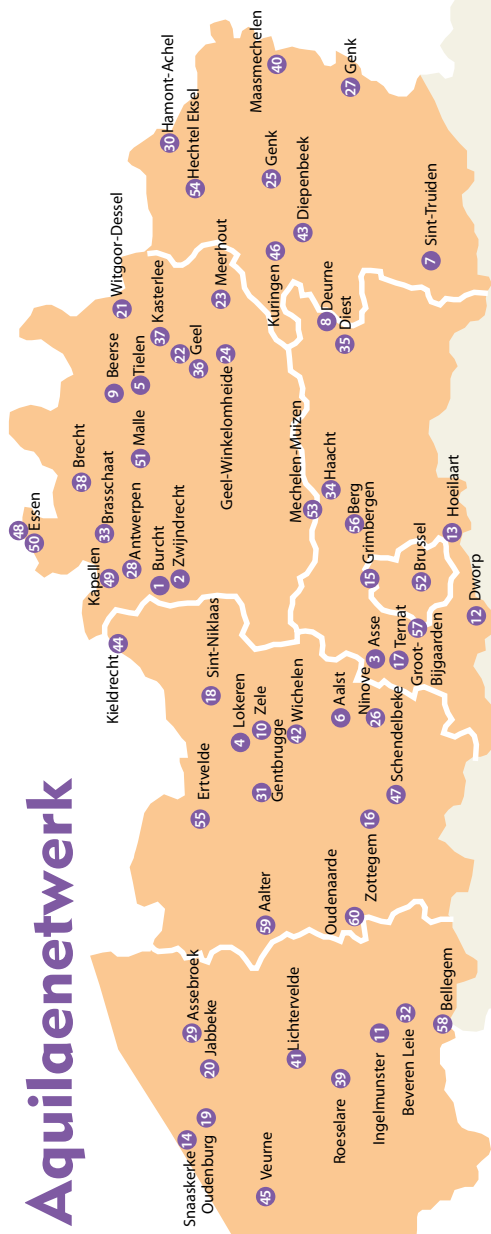 Aquilaenetwerk
48
50 Essen
38 Brecht
Kapellen 49
33 Brasschaat
9 Beerse
Kieldrecht 44
28 Antwerpen
51 Malle
5 Tielen
21 Witgoor-Dessel
1 Burcht
37 Kasterlee
30 Hamont-Achel
2 Zwijndrecht
22
Snaaskerke 14
29 Assebroek
55 Ertvelde
36 Geel
54 Hechtel Eksel
Oudenburg 19
20 Jabbeke
18 Sint-Niklaas
Geel-Winkelomheide 24
23 Meerhout
4 Lokeren
45 Veurne
59 Aalter
31 Gentbrugge
10 Zele
Kuringen 46
25 Genk
Maasmechelen 40
41 Lichtervelde
42 Wichelen
Mechelen-Muizen 53
43 Diepenbeek
Roeselare 39
6 Aalst
34 Haacht
8 Deurne
35 Diest
27 Genk
Oudenaarde 60
56 Berg
Zottegem 16
Ninove 26
3 Asse
15 Grimbergen
Ingelmunster 11
47 Schendelbeke
17 Ternat
Beveren Leie 32
Groot-
Bijgaarden 57
52 Brussel
7 Sint-Truiden
58 Bellegem
13 Hoeilaart
12 Dworp